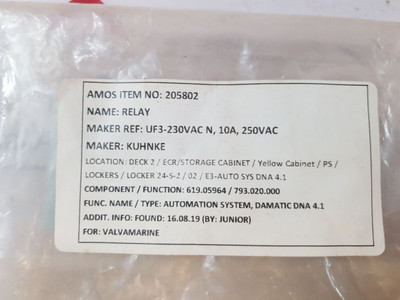 AMOS ITEM NO: 205802
NAME: RELAY
MAKER REF: UF3-230VAC N, 10A, 250VAC
MAKER: KUHNKE
LOCATION: DECK 2 / ECR/STORAGE CABINET / Yellow Cabinet / PS /
LOCKERS / LOCKER 24-S-2 / 02 / E3-AUTO SYS DNA 4.1
COMPONENT / FUNCTION: 619.05964 / 793.020.000
FUNC. NAME / TYPE: AUTOMATION SYSTEM, DAMATIC DNA 4.1
ADDIT. INFO: FOUND: 16.08.19 (BY: JUNIOR)
FOR: VALVAMARINE